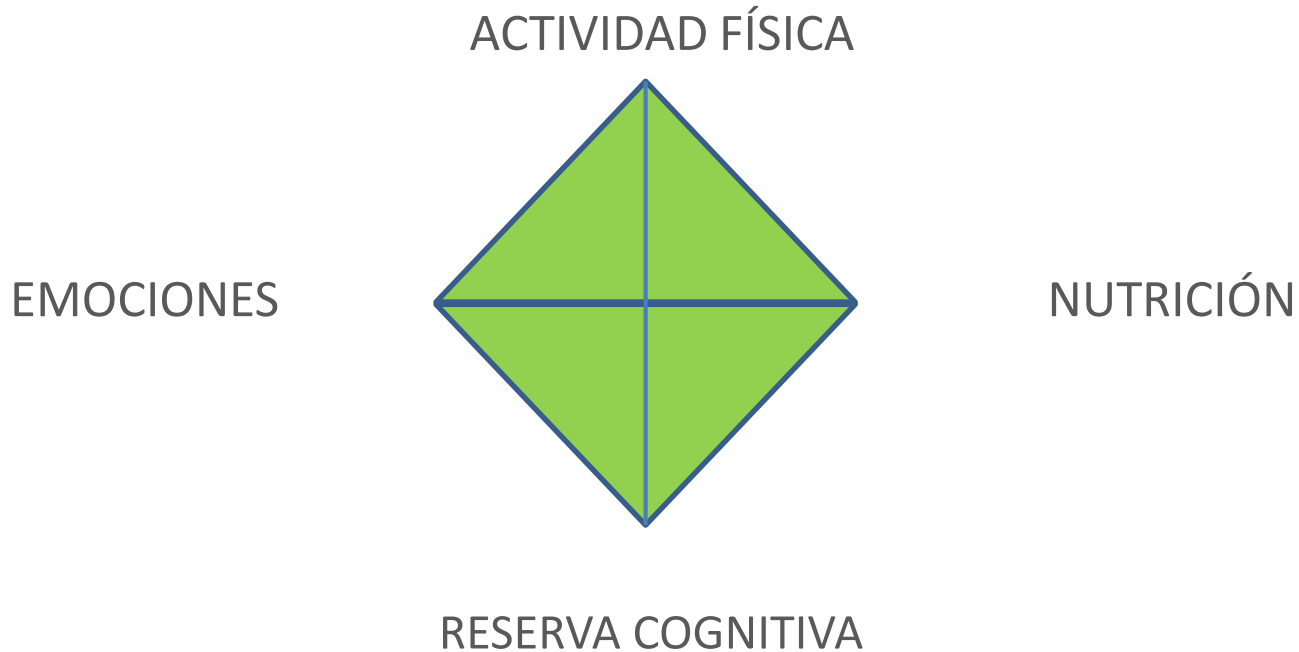 ACTIVIDAD FÍSICA
EMOCIONES
NUTRICIÓN
RESERVA COGNITIVA